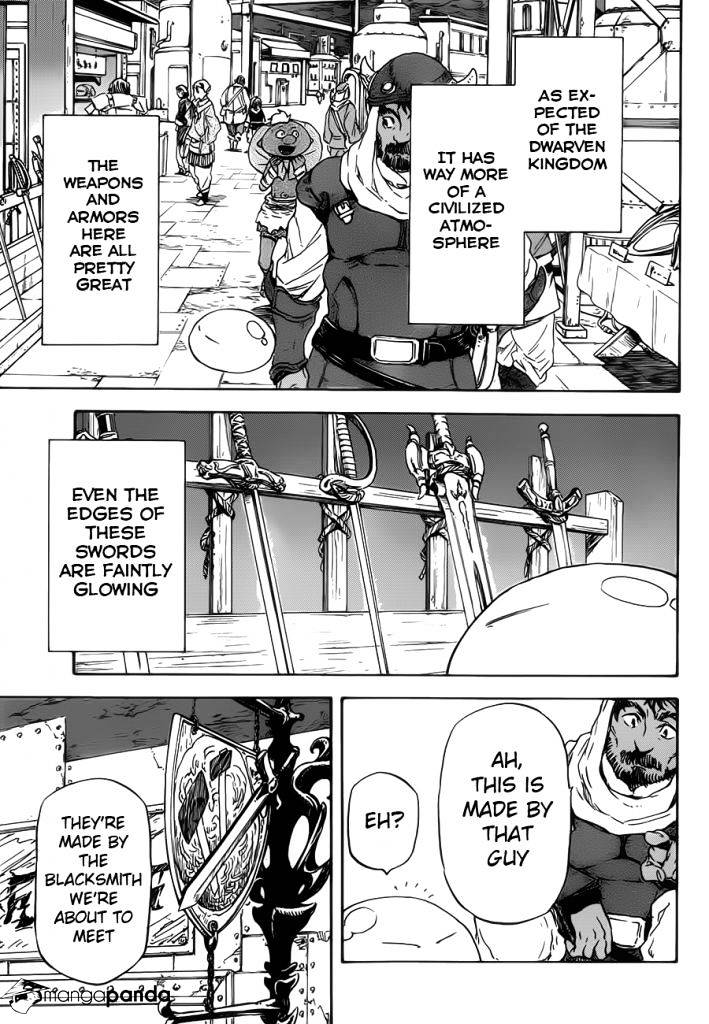 AS EX-
PECTED
OF THE
DWARVEN
KINGDOM
IT HAS
WAY MORE
OF A
CIVILIZED
ATMO-
SPHERE
THE
WEAPONS
AND
ARMORS
HERE
ARE ALL
PRETTY
GREAT
EVEN THE
EDGES OF
THESE
SWORDS
ARE FAINTLY
GLOWING
AH,
THIS IS
MADE BY
THAT
GUY
EH?
THEY'RE
MADE BY
THE
BLACKSMITH
WE'RE
ABOUT TO
MEET
mangapanda